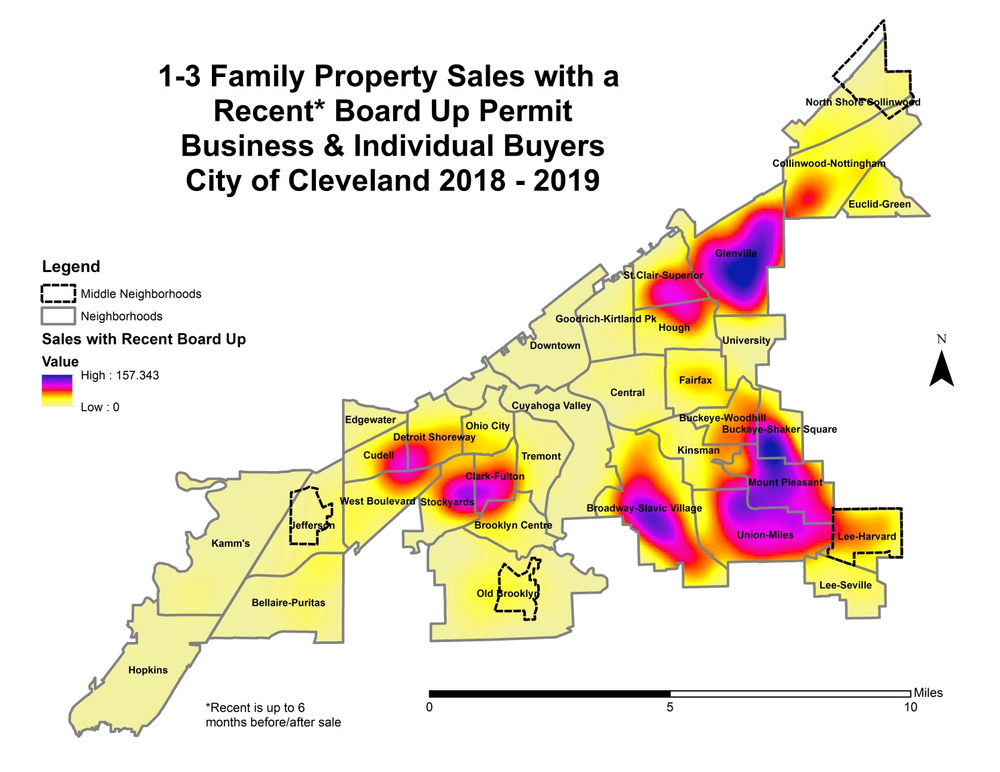 1-3 Family Property Sales with a
Recent* Board Up Permit
Business & Individual Buyers
City of Cleveland 2018 - 2019
Legend
Middle Neighborhoods
Neighborhoods
Sales with Recent Board Up
Value
High : 157.343
Low : 0
North Shore Collinwood
Collinwood-Nottingham
Euclid-Green
Glenville
St.Clair-Superior
Goodrich-Kirtland Pk
Hough
University
Downtown
N
Fairfax
Central
Cuyahoga Valley
Buckeye-Woodhill
Edgewater
Ohio City
Buckeye-Shaker Square
Detroit Shoreway
Kinsman
Cudell
Tremont
Clark-Fulton
Mount Pleasant
West Boulevard
Stockyards
Broadway-Slavic Village
Jefferson
Brooklyn Centre
Union-Miles
Lee-Harvard
Kamm's
Lee-Seville
Old Brooklyn
Bellaire-Puritas
Hopkins
Miles
0 5 10
*Recent is up to 6
months before/after sale